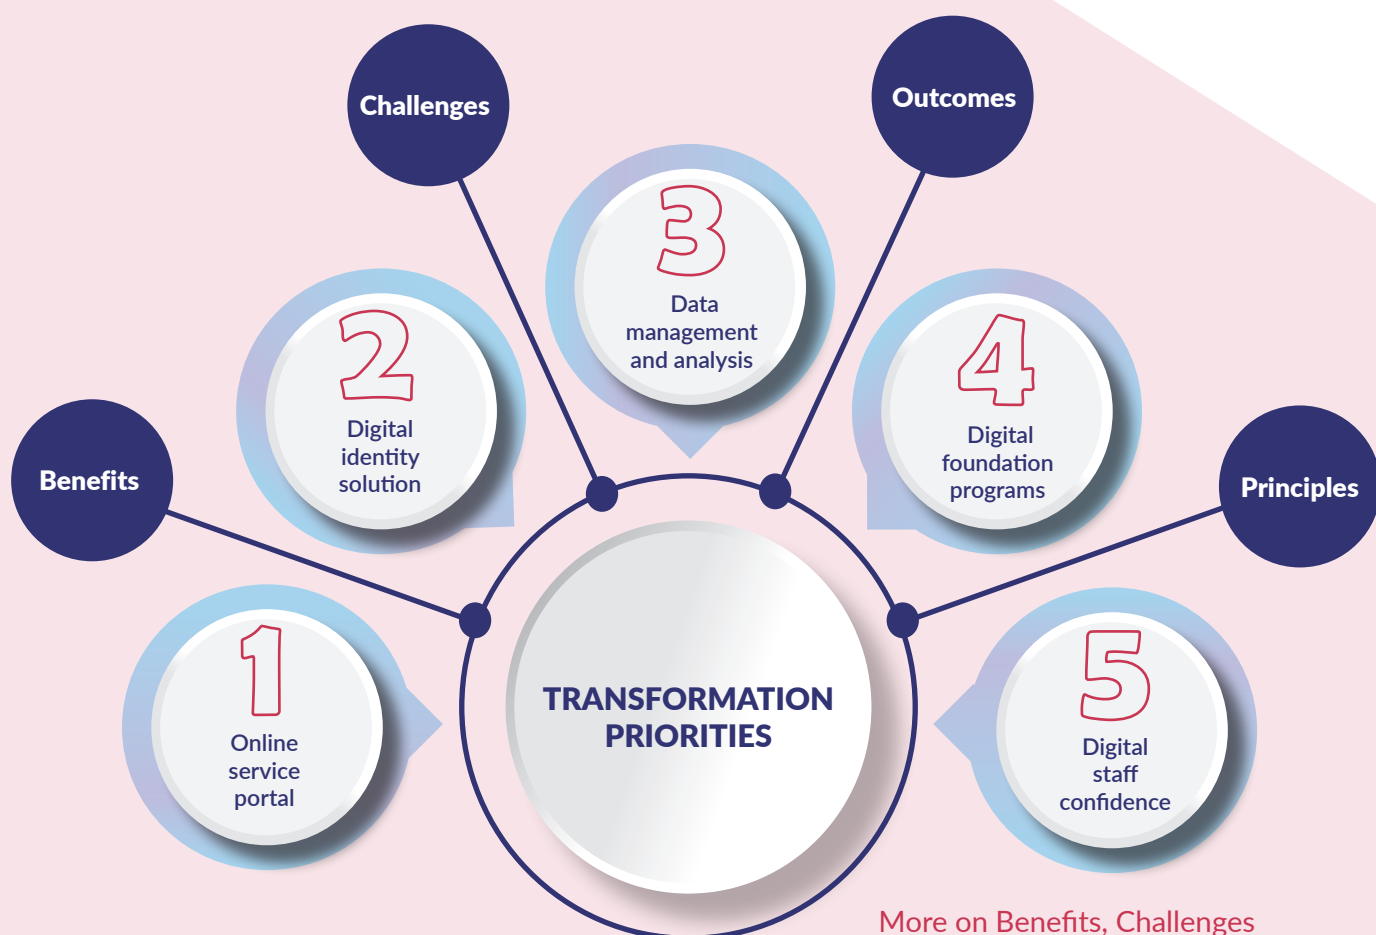 Challenges
Outcomes
3
Data
management
and analysis
2
Digital
identity
solution
4
Digital
foundation
programs
Benefits
Principles
1
Online
service
portal
TRANSFORMATION
PRIORITIES
5
Digital
staff
confidence
More on Benefits, Challenges